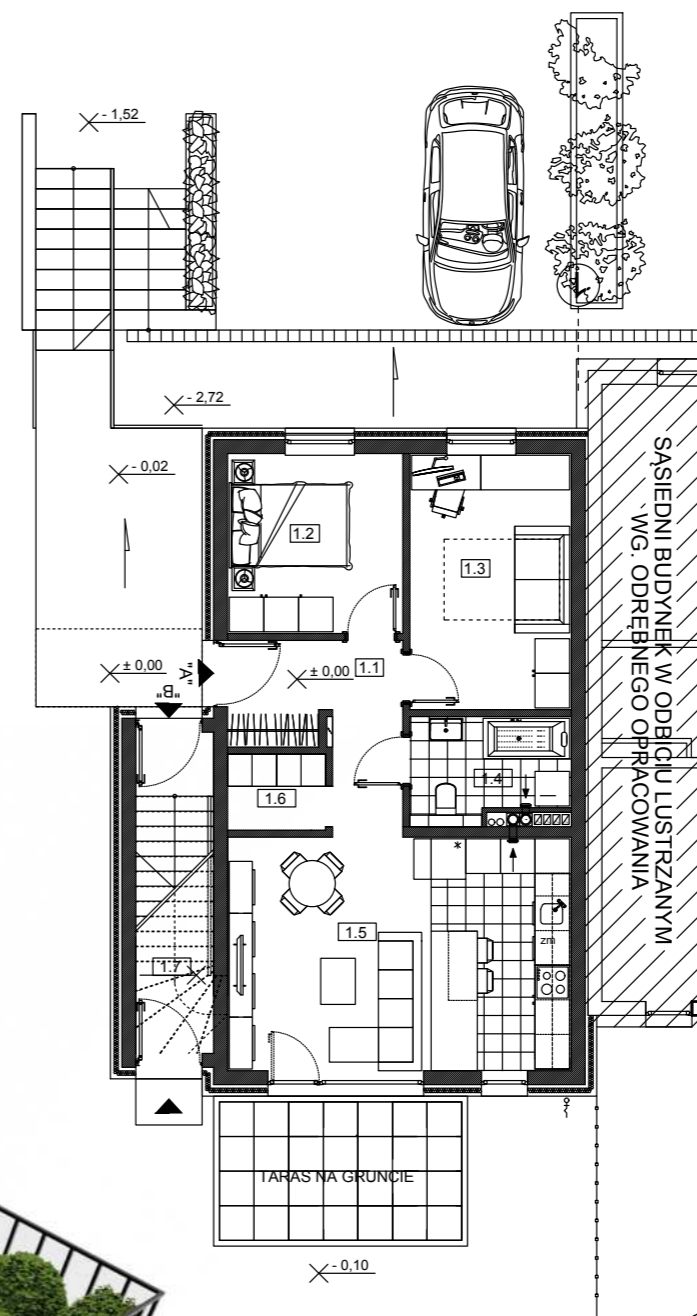 - 1,52
- 2,72
- 0,02
SĄSIEDNI BUDYNEK W ODBICIU LUSTRZANYM
WG. ODRĘBNEGO OPRACOWANIA
1.2
1.3
± 0,00
"A"
"B"
± 0,00
1.1
1.4
1.6
*
1.5
zm
1.7
TARAS NA GRUNCIE
- 0,10